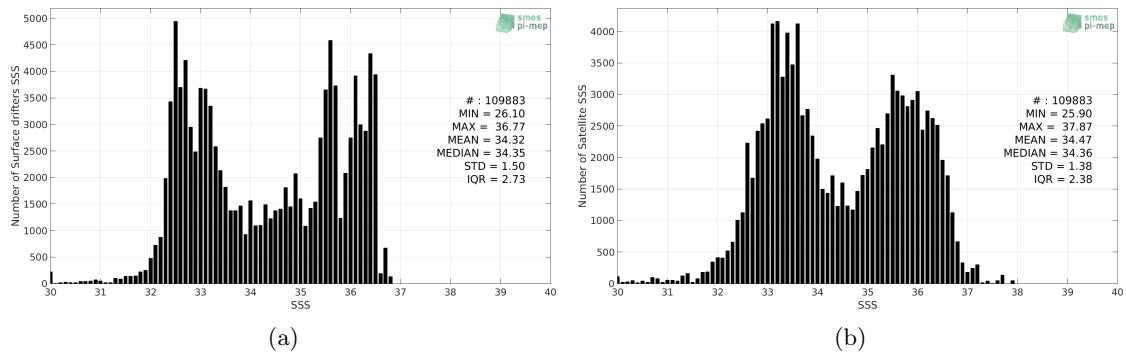 Number of Surface drifters SSS
5000
4500
4000
3500
3000
2500
2000
1500
1000
500
0
30 31 32 33 34 35 36 37 38 39 40
SSS
smos
pi-mep
# : 109883
MIN = 26.10
MAX = 36.77
MEAN = 34.32
MEDIAN = 34.35
STD = 1.50
IQR = 2.73
(a)
Number of Satellite SSS
4000
3500
3000
2500
2000
1500
1000
500
0
30 31 32 33 34 35 36 37 38 39 40
SSS
smos
pi-mep
# : 109883
MIN = 25.90
MAX = 37.87
MEAN = 34.47
MEDIAN = 34.36
STD = 1.38
IQR = 2.38
(b)